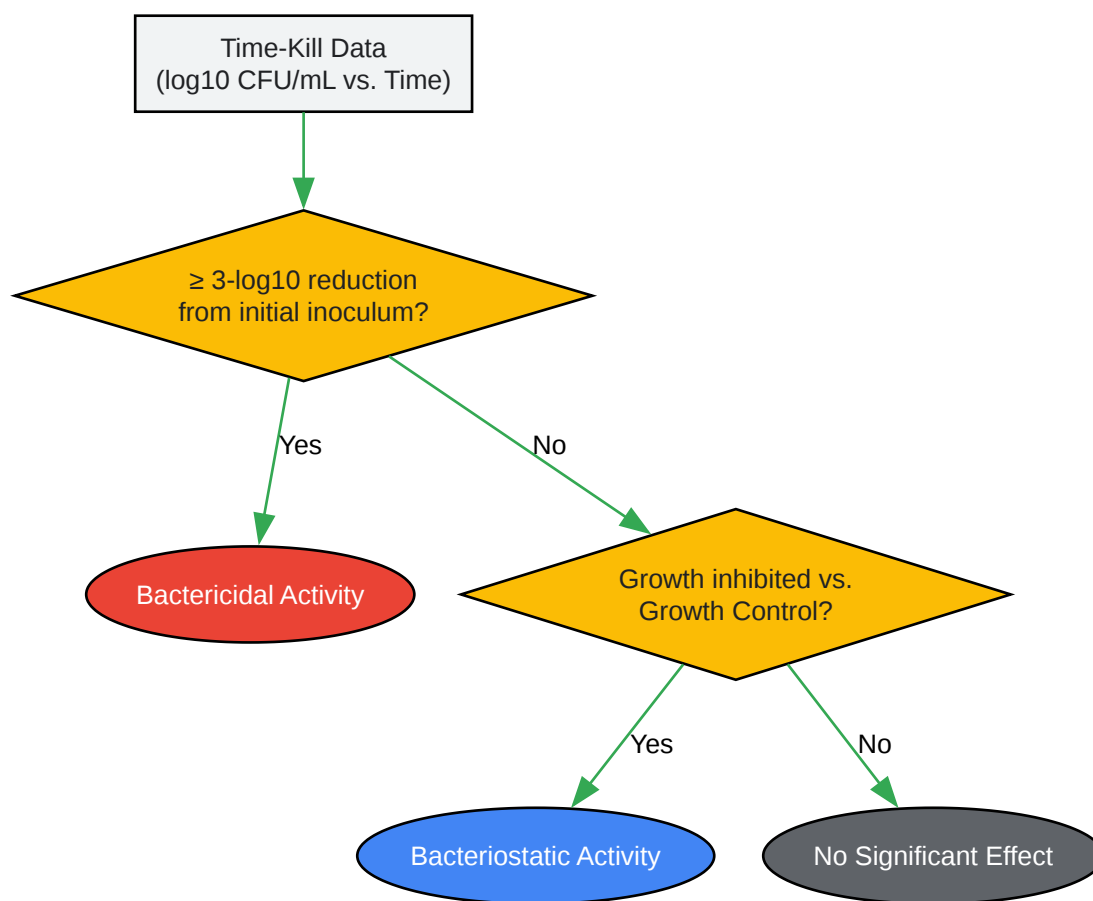 Time-Kill Data
(log10 CFU/mL vs. Time)
≥ 3-log10 reduction
from initial inoculum?
Yes
No
Bactericidal Activity
Growth inhibited vs.
Growth Control?
Yes
No
Bacteriostatic Activity
No Significant Effect